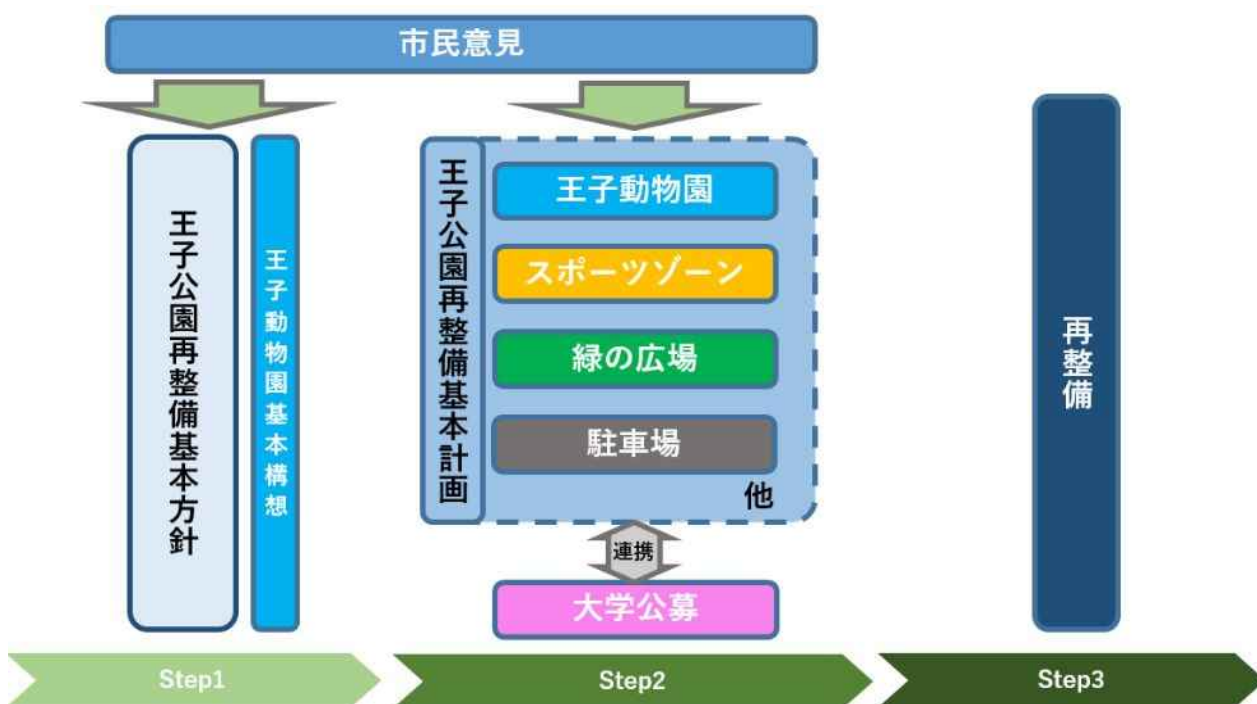 市民意見
王子公園再整備基本方針
王子動物園基本構想
王子公園再整備基本計画
王子動物園
スポーツゾーン
緑の広場
駐車場
他
連携
大学公募
再整備
Step1
Step2
Step3